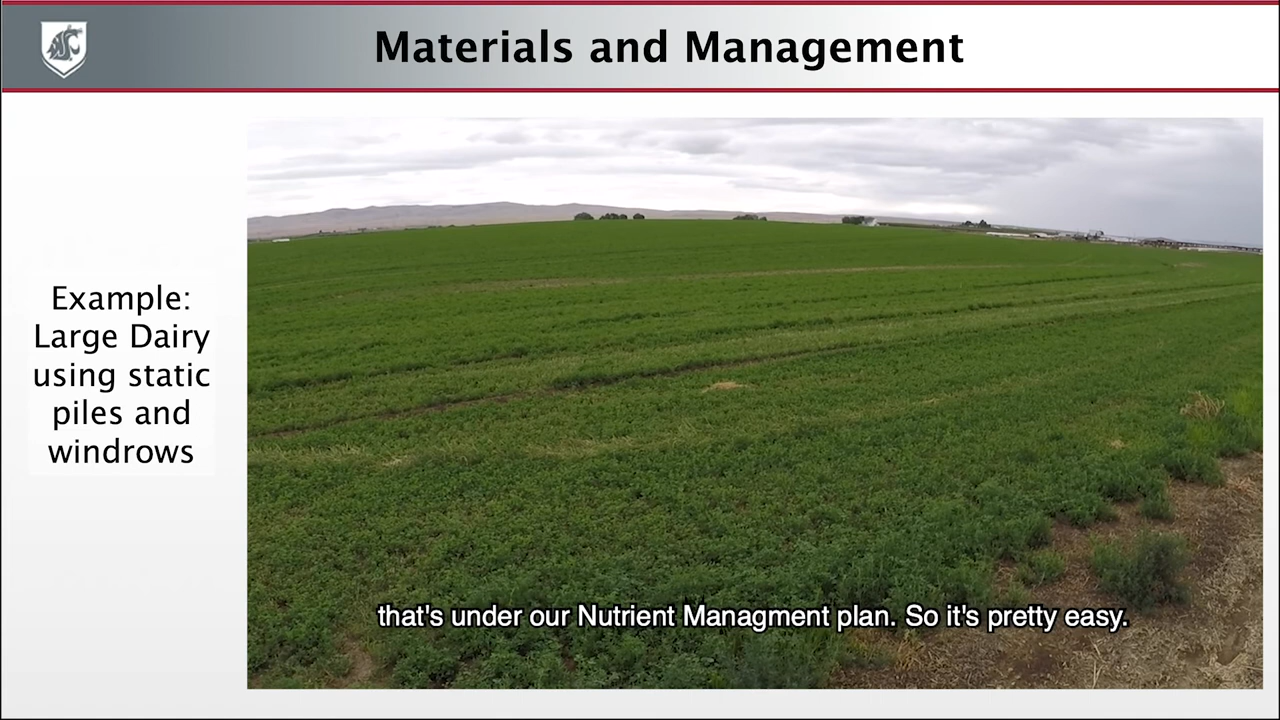 Materials and Management
Example:
Large Dairy
using static
piles and
windrows
that's under our Nutrient Managment plan. So it's pretty easy.